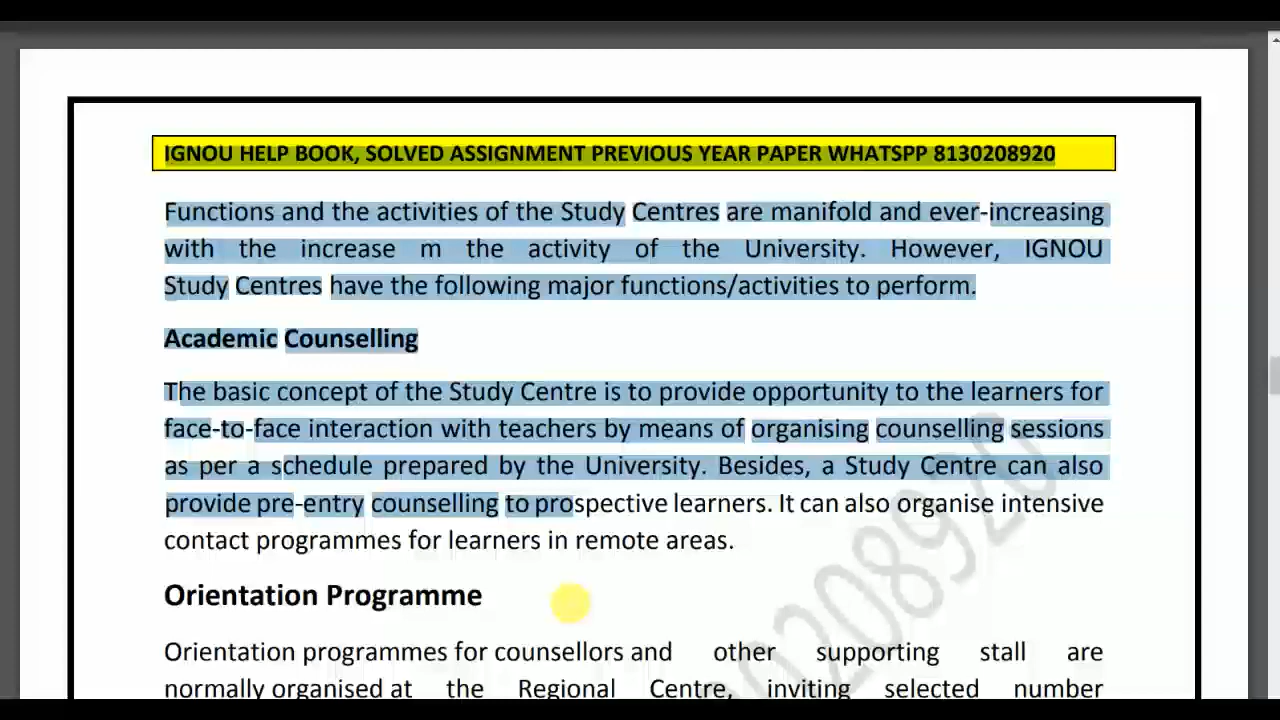 IGNOU HELP BOOK, SOLVED ASSIGNMENT PREVIOUS YEAR PAPER WHATSPP 8130208920
Functions and the activities of the Study Centres are manifold and ever-increasing
with the increase m the activity of the University. However, IGNOU
Study Centres have the following major functions/activities to perform.
Academic Counselling
The basic concept of the Study Centre is to provide opportunity to the learners for
face-to-face interaction with teachers by means of organising counselling sessions
as per a schedule prepared by the University. Besides, a Study Centre can also
provide pre-entry counselling to prospective learners. It can also organise intensive
contact programmes for learners in remote areas.
Orientation Programme
Orientation programmes for counsellors and other supporting stall are
normally organised at the Regional Centre, inviting selected number